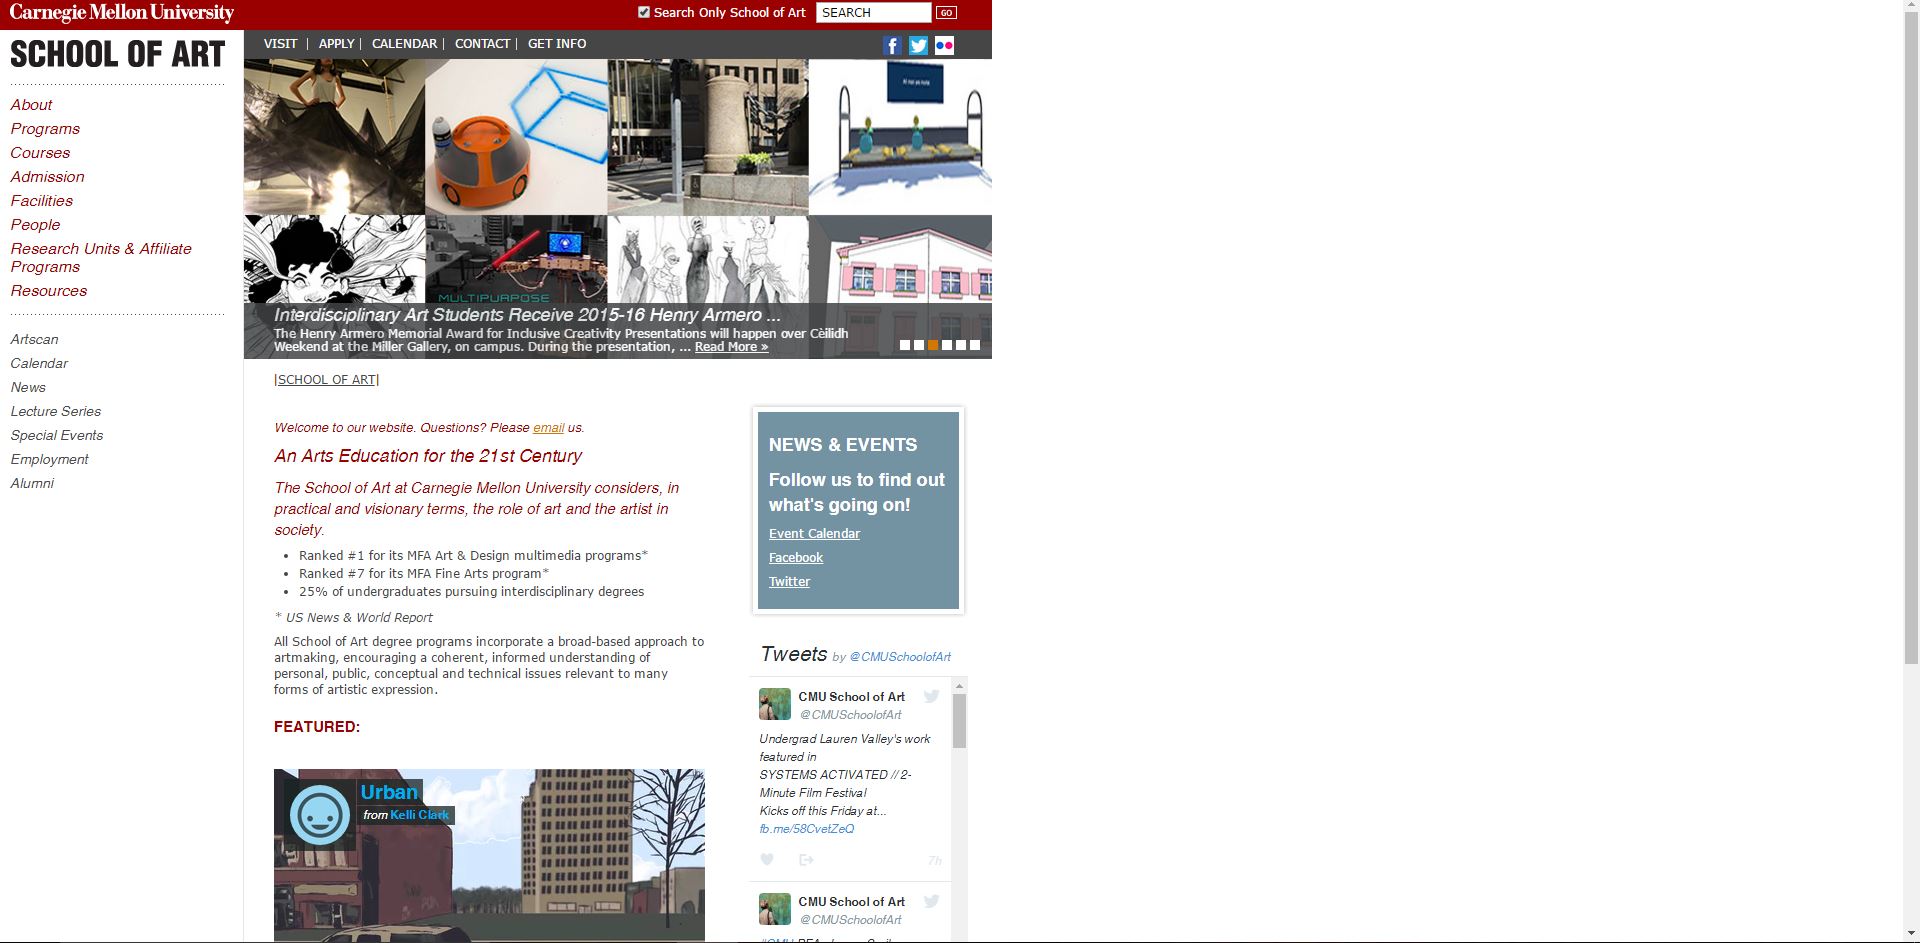 Carnegie Mellon University
Search Only School of Art
SEARCH
GO
SCHOOL OF ART
VISIT | APPLY | CALENDAR | CONTACT | GET INFO
About
Programs
Courses
Admission
Facilities
People
Research Units & Affiliate
Programs
Resources
Artscan
Calendar
News
Lecture Series
Special Events
Employment
Alumni
MULTIPURPOSE
Interdisciplinary Art Students Receive 2015-16 Henry Armero ...
The Henry Armero Memorial Award for Inclusive Creativity Presentations will happen over Cèilidh
Weekend at the Miller Gallery, on campus. During the presentation, ... Read More »
|SCHOOL OF ART|
Welcome to our website. Questions? Please email us.
An Arts Education for the 21st Century
The School of Art at Carnegie Mellon University considers, in
practical and visionary terms, the role of art and the artist in
society.
• Ranked #1 for its MFA Art & Design multimedia programs*
• Ranked #7 for its MFA Fine Arts program*
• 25% of undergraduates pursuing interdisciplinary degrees
* US News & World Report
All School of Art degree programs incorporate a broad-based approach to
artmaking, encouraging a coherent, informed understanding of
personal, public, conceptual and technical issues relevant to many
forms of artistic expression.
FEATURED:
Urban
from Kelli Clark
NEWS & EVENTS
Follow us to find out
what's going on!
Event Calendar
Facebook
Twitter
Tweets by @CMUSchoolofArt
CMU School of Art
@CMUSchoolofArt
Undergrad Lauren Valley's work
featured in
SYSTEMS ACTIVATED // 2-
Minute Film Festival
Kicks off this Friday at...
fb.me/58CvetZeQ
7h
CMU School of Art
@CMUSchoolofArt